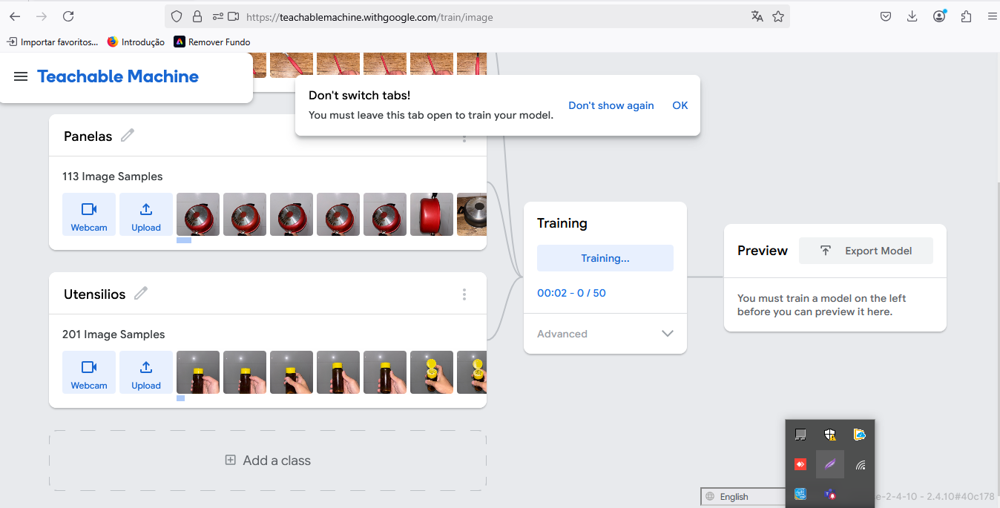 https://teachablemachine.withgoogle.com/train/image
Importar favoritos...
Introdução
Remover Fundo
Teachable Machine
Don't switch tabs!
You must leave this tab open to train your model.
Don't show again
OK
Panelas
113 Image Samples
Webcam
Upload
Utensilios
201 Image Samples
Webcam
Upload
Add a class
Training
Training...
00:02 - 0 / 50
Advanced
Preview
Export Model
You must train a model on the left
before you can preview it here.
English
e-2-4-10 - 2.4.10#40c178